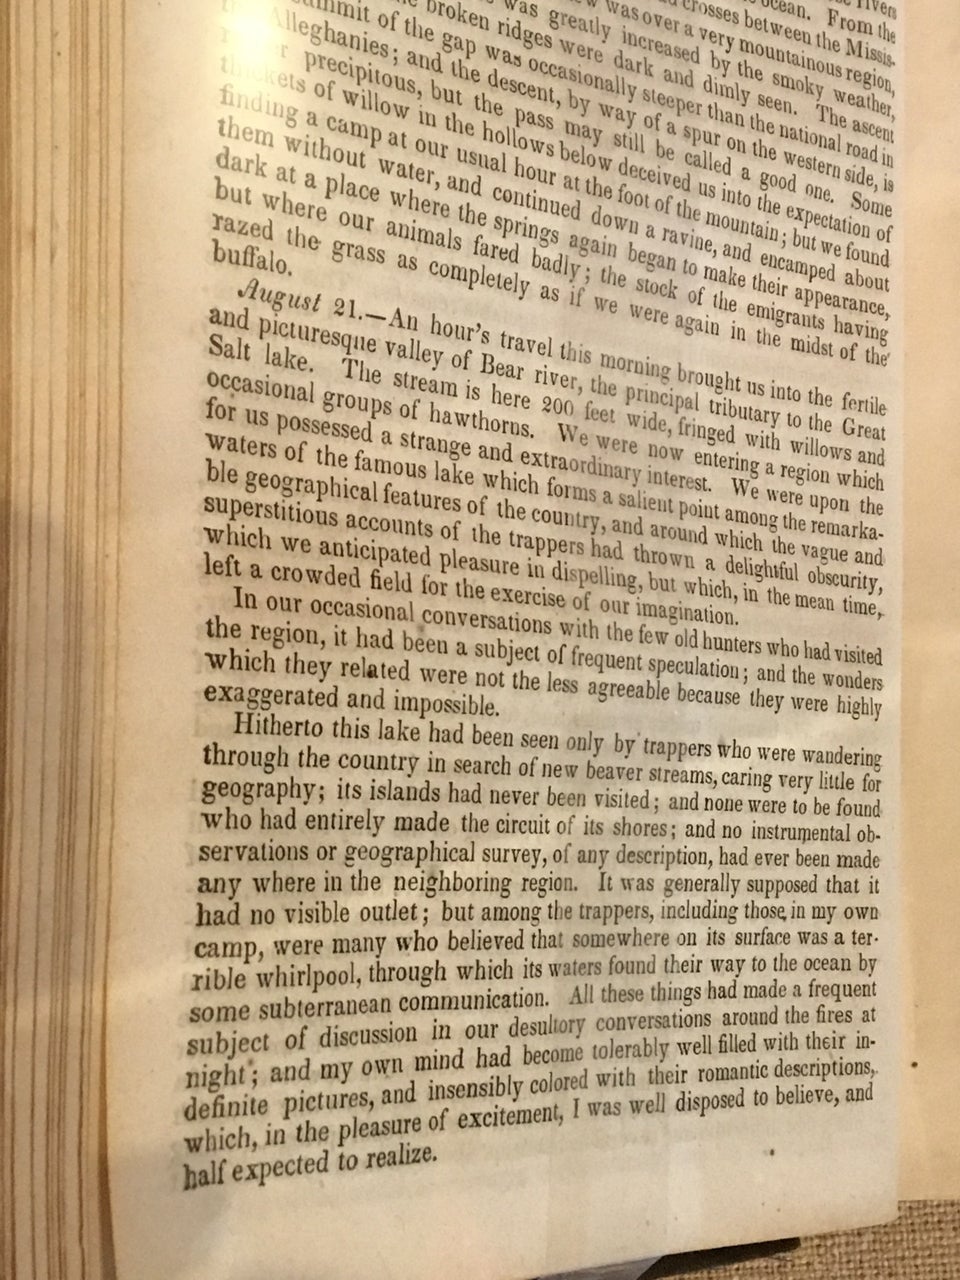 rivers
ocean. From the
crosses between the Missis-
was over a very mountainous region,
was greatly increased by the smoky weather,
broken ridges were dark and dimly seen. The ascent
summit of the gap was occasionally steeper than the national road in
Alleghanies; and the descent, by way of a spur on the western side, is
precipitous, but the pass may still be called a good one. Some
thickets of willow in the hollows below deceived us into the expectation of
finding a camp at our usual hour at the foot of the mountain; but we found
them without water, and continued down a ravine, and encamped about
dark at a place where the springs again began to make their appearance,
but where our animals fared badly; the stock of the emigrants having
razed the grass as completely as if we were again in the midst of the
buffalo.
August 21.—An hour's travel this morning brought us into the fertile
and picturesque valley of Bear river, the principal tributary to the Great
Salt lake. The stream is here 200 feet wide, fringed with willows and
occasional groups of hawthorns. We were now entering a region which
for us possessed a strange and extraordinary interest. We were upon the
waters of the famous lake which forms a salient point among the remarka-
ble geographical features of the country, and around which the vague and
superstitious accounts of the trappers had thrown a delightful obscurity,
which we anticipated pleasure in dispelling, but which, in the mean time,
left a crowded field for the exercise of our imagination.
In our occasional conversations with the few old hunters who had visited
the region, it had been a subject of frequent speculation; and the wonders
which they related were not the less agreeable because they were highly
exaggerated and impossible.
Hitherto this lake had been seen only by trappers who were wandering
through the country in search of new beaver streams, caring very little for
geography; its islands had never been visited; and none were to be found
who had entirely made the circuit of its shores; and no instrumental ob-
servations or geographical survey, of any description, had ever been made
any where in the neighboring region. It was generally supposed that it
had no visible outlet; but among the trappers, including those in my own
camp, were many who believed that somewhere on its surface was a ter-
rible whirlpool, through which its waters found their way to the ocean by
some subterranean communication. All these things had made a frequent
subject of discussion in our desultory conversations around the fires at
night; and my own mind had become tolerably well filled with their in-
definite pictures, and insensibly colored with their romantic descriptions,
which, in the pleasure of excitement, I was well disposed to believe, and
half expected to realize.